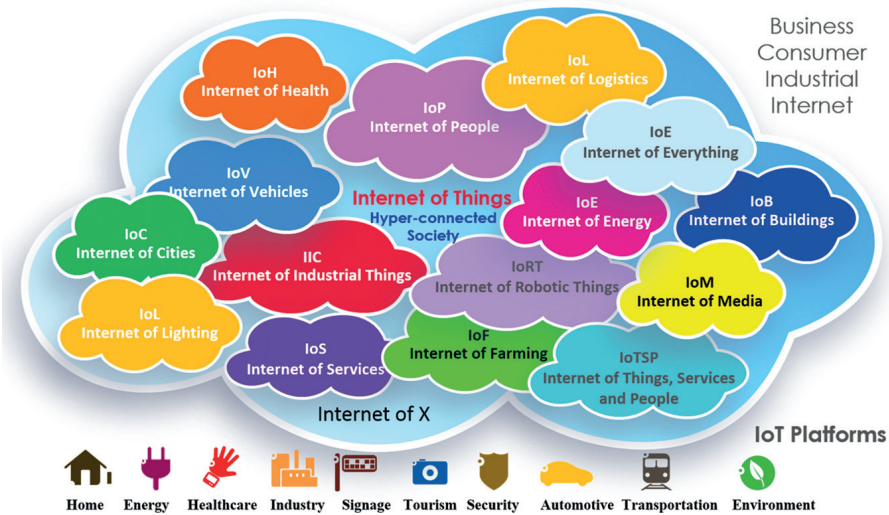 Business
Consumer
Industrial
Internet
IoH
Internet of Health
IoP
Internet of People
IoL
Internet of Logistics
IoE
Internet of Everything
IoV
Internet of Vehicles
Internet of Things
Hyper-connected
Society
IoE
Internet of Energy
IoB
Internet of Buildings
IoC
Internet of Cities
IIC
Internet of Industrial Things
IoRT
Internet of Robotic Things
IoM
Internet of Media
IoL
Internet of Lighting
IoS
Internet of Services
IoF
Internet of Farming
IoTSP
Internet of Things, Services
and People
Internet of X
IoT Platforms
Home Energy Healthcare Industry Signage Tourism Security Automotive Transportation Environment